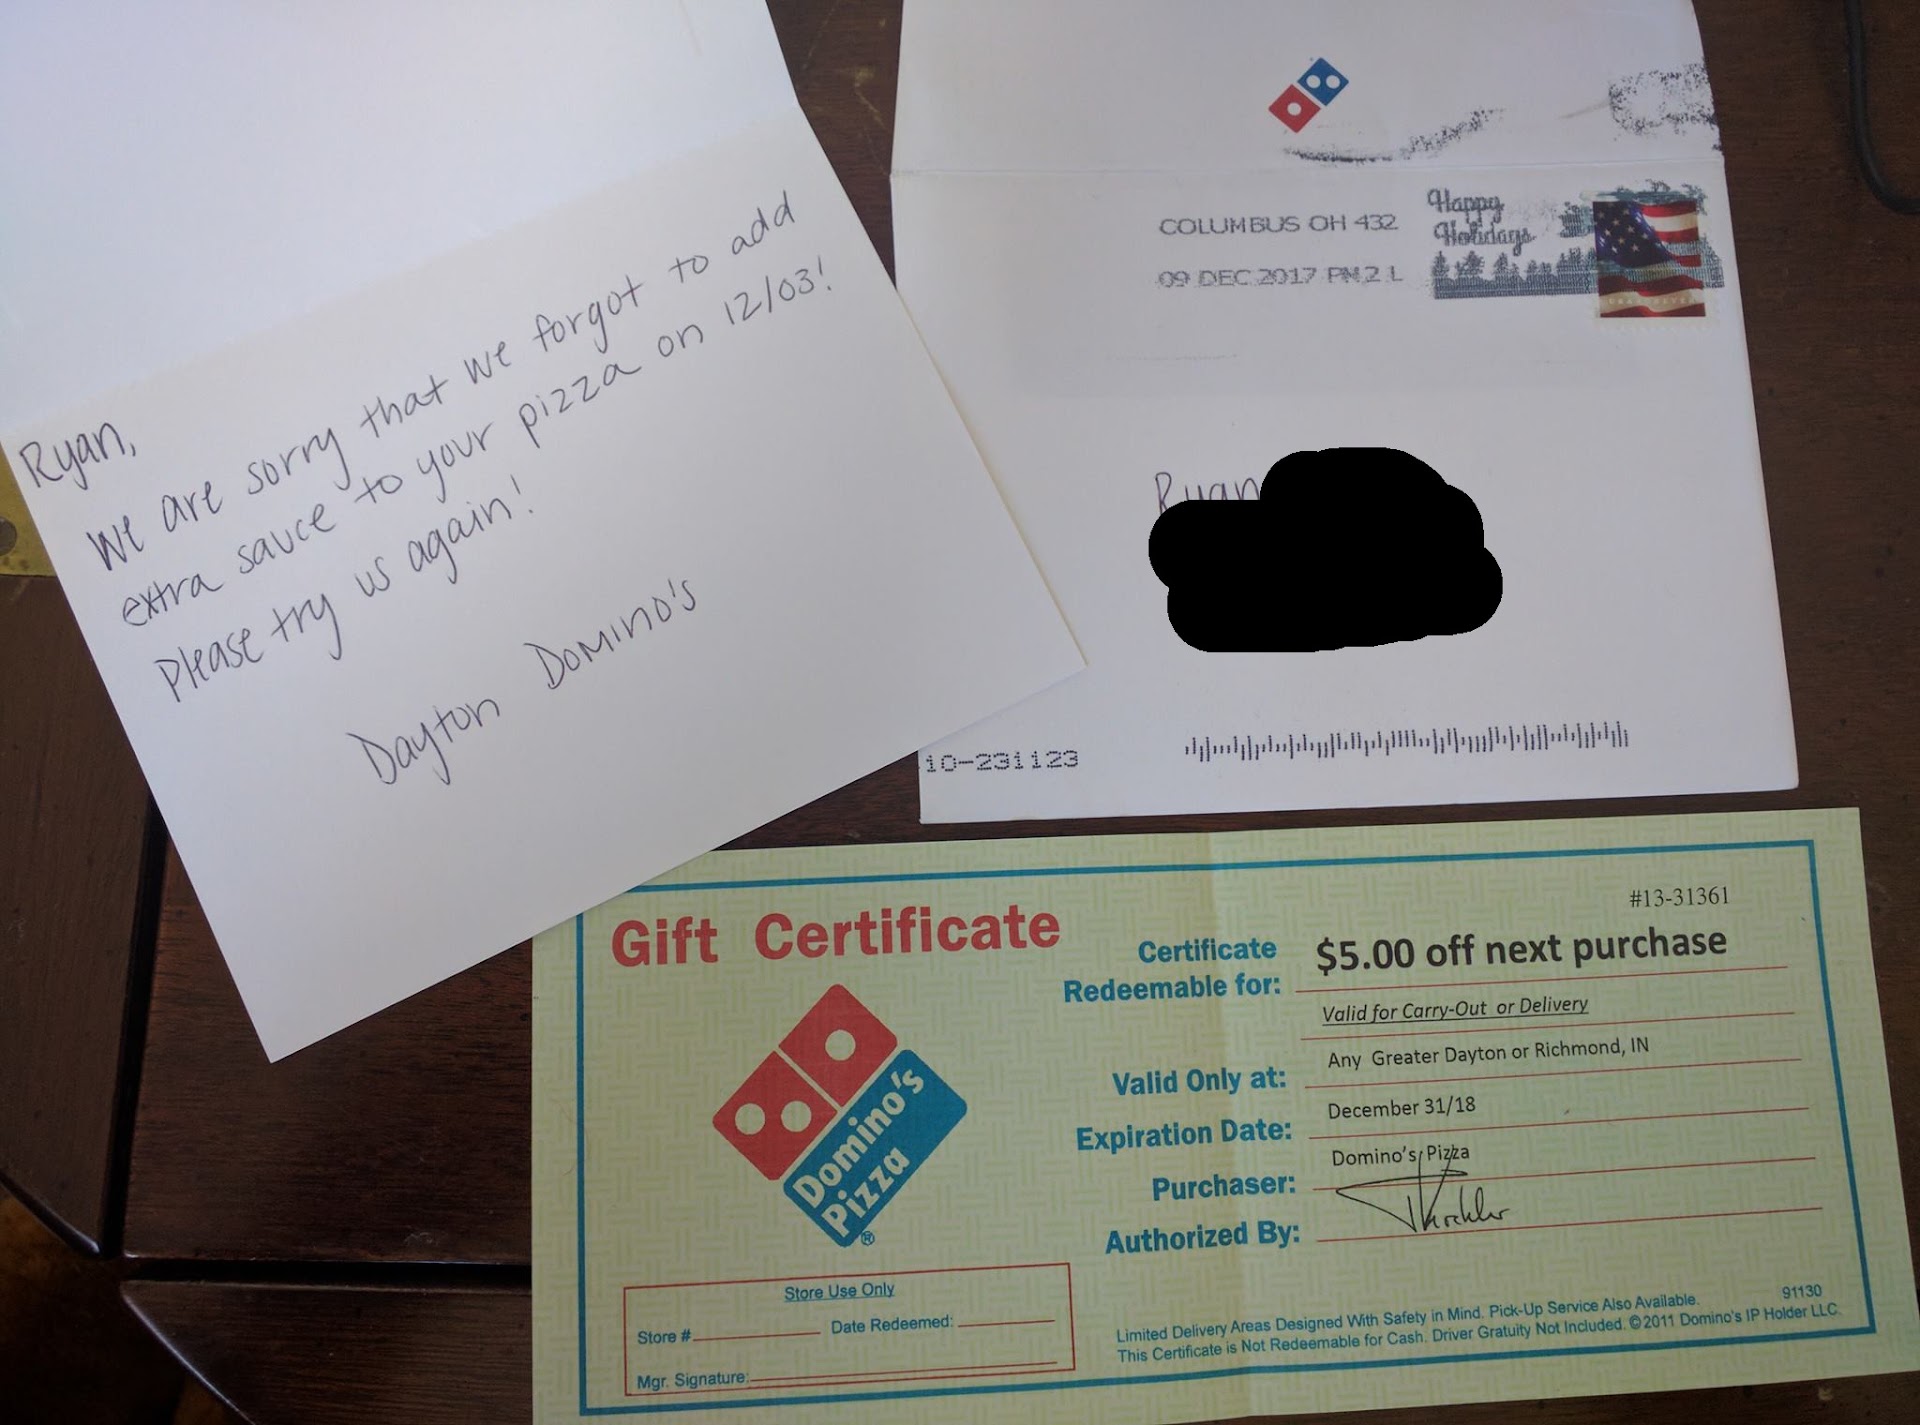 Ryan,
We are sorry that we forgot to add
extra sauce to your pizza on 12/03!
Please try us again!
Dayton Domino's
COLUMBUS OH 432
09 DEC 2017 PM 2 L
Happy
Holidays
Ryan
10-231123
#13-31361
Gift Certificate
Certificate
Redeemable for:
$5.00 off next purchase
Valid for Carry-Out or Delivery
Valid Only at: Any Greater Dayton or Richmond, IN
Expiration Date: December 31/18
Purchaser: Domino's Pizza
Authorized By:
Domino's
Pizza
®
Store Use Only
Store # Date Redeemed:
Mgr. Signature:
91130
Limited Delivery Areas Designed With Safety in Mind. Pick-Up Service Also Available.
This Certificate is Not Redeemable for Cash. Driver Gratuity Not Included. ©2011 Domino's IP Holder LLC.